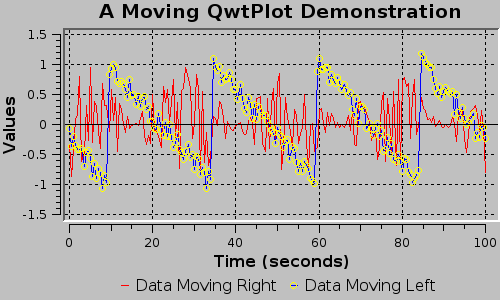 A Moving QwtPlot Demonstration
1.5
1
0.5
0
-0.5
-1
-1.5
Values
0 20 40 60 80 100
Time (seconds)
Data Moving Right Data Moving Left